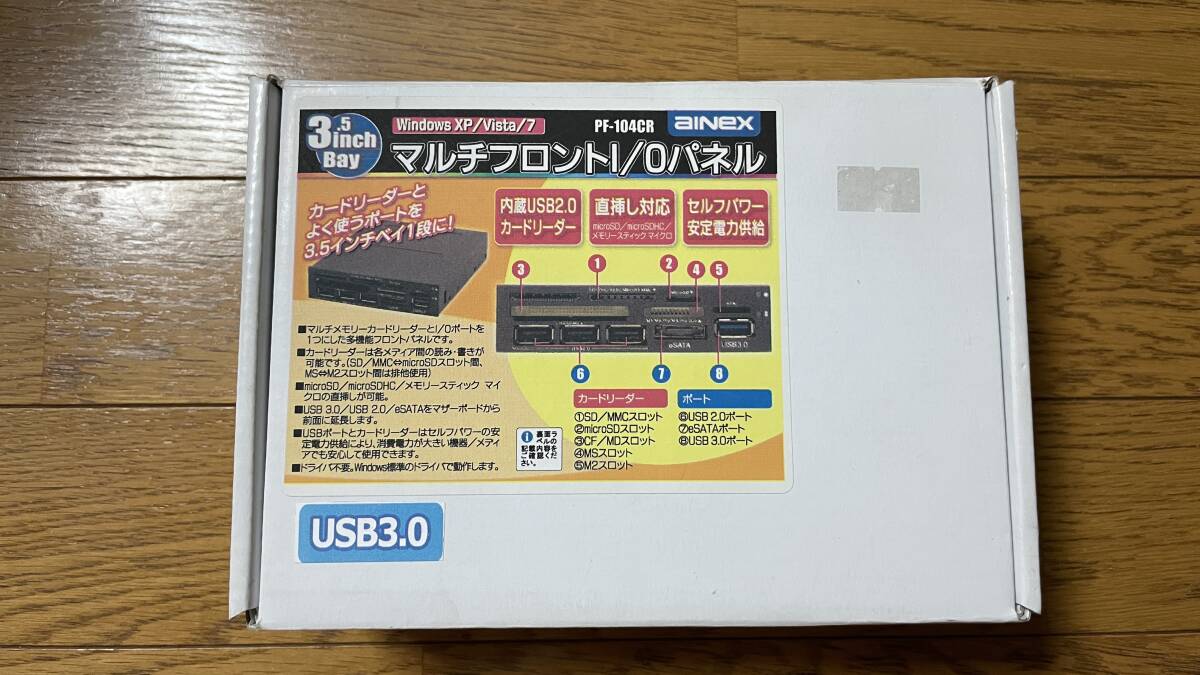 3.5inch Bay
Windows XP/Vista/7
PF-104CR
AINEX
マルチフロントI/Oパネル
カードリーダーと
よく使うポートを
3.5インチベイ1段に!
内蔵USB2.0
カードリーダー
直挿し対応
microSD/microSDHC/
メモリースティック マイクロ
セルフパワー
安定電力供給
3
1
2
4
5
eSATA
USB3.0
6
7
8
■マルチメモリーカードリーダーとI/Oポートを
1つにした多機能フロントパネルです。
■カードリーダーは各メディア間の読み・書きが
可能です。(SD/MMC⇔microSDスロット間、
MS⇔M2スロット間は排他使用)
■microSD/microSDHC/メモリースティック マイ
クロの直挿しが可能。
■USB 3.0/USB 2.0/eSATAをマザーボードから
前面に延長します。
■USBポートとカードリーダーはセルフパワーの安
定電力供給により、消費電力が大きい機器/メディ
アでも安心して使用できます。
■ドライバ不要。Windows標準のドライバで動作します。
裏面ラ
ベルの
記載内容を
ご確認くだ
さい。
カードリーダー
①SD/MMCスロット
②microSDスロット
③CF/MDスロット
④MSスロット
⑤M2スロット
ポート
⑥USB 2.0ポート
⑦eSATAポート
⑧USB 3.0ポート
USB3.0